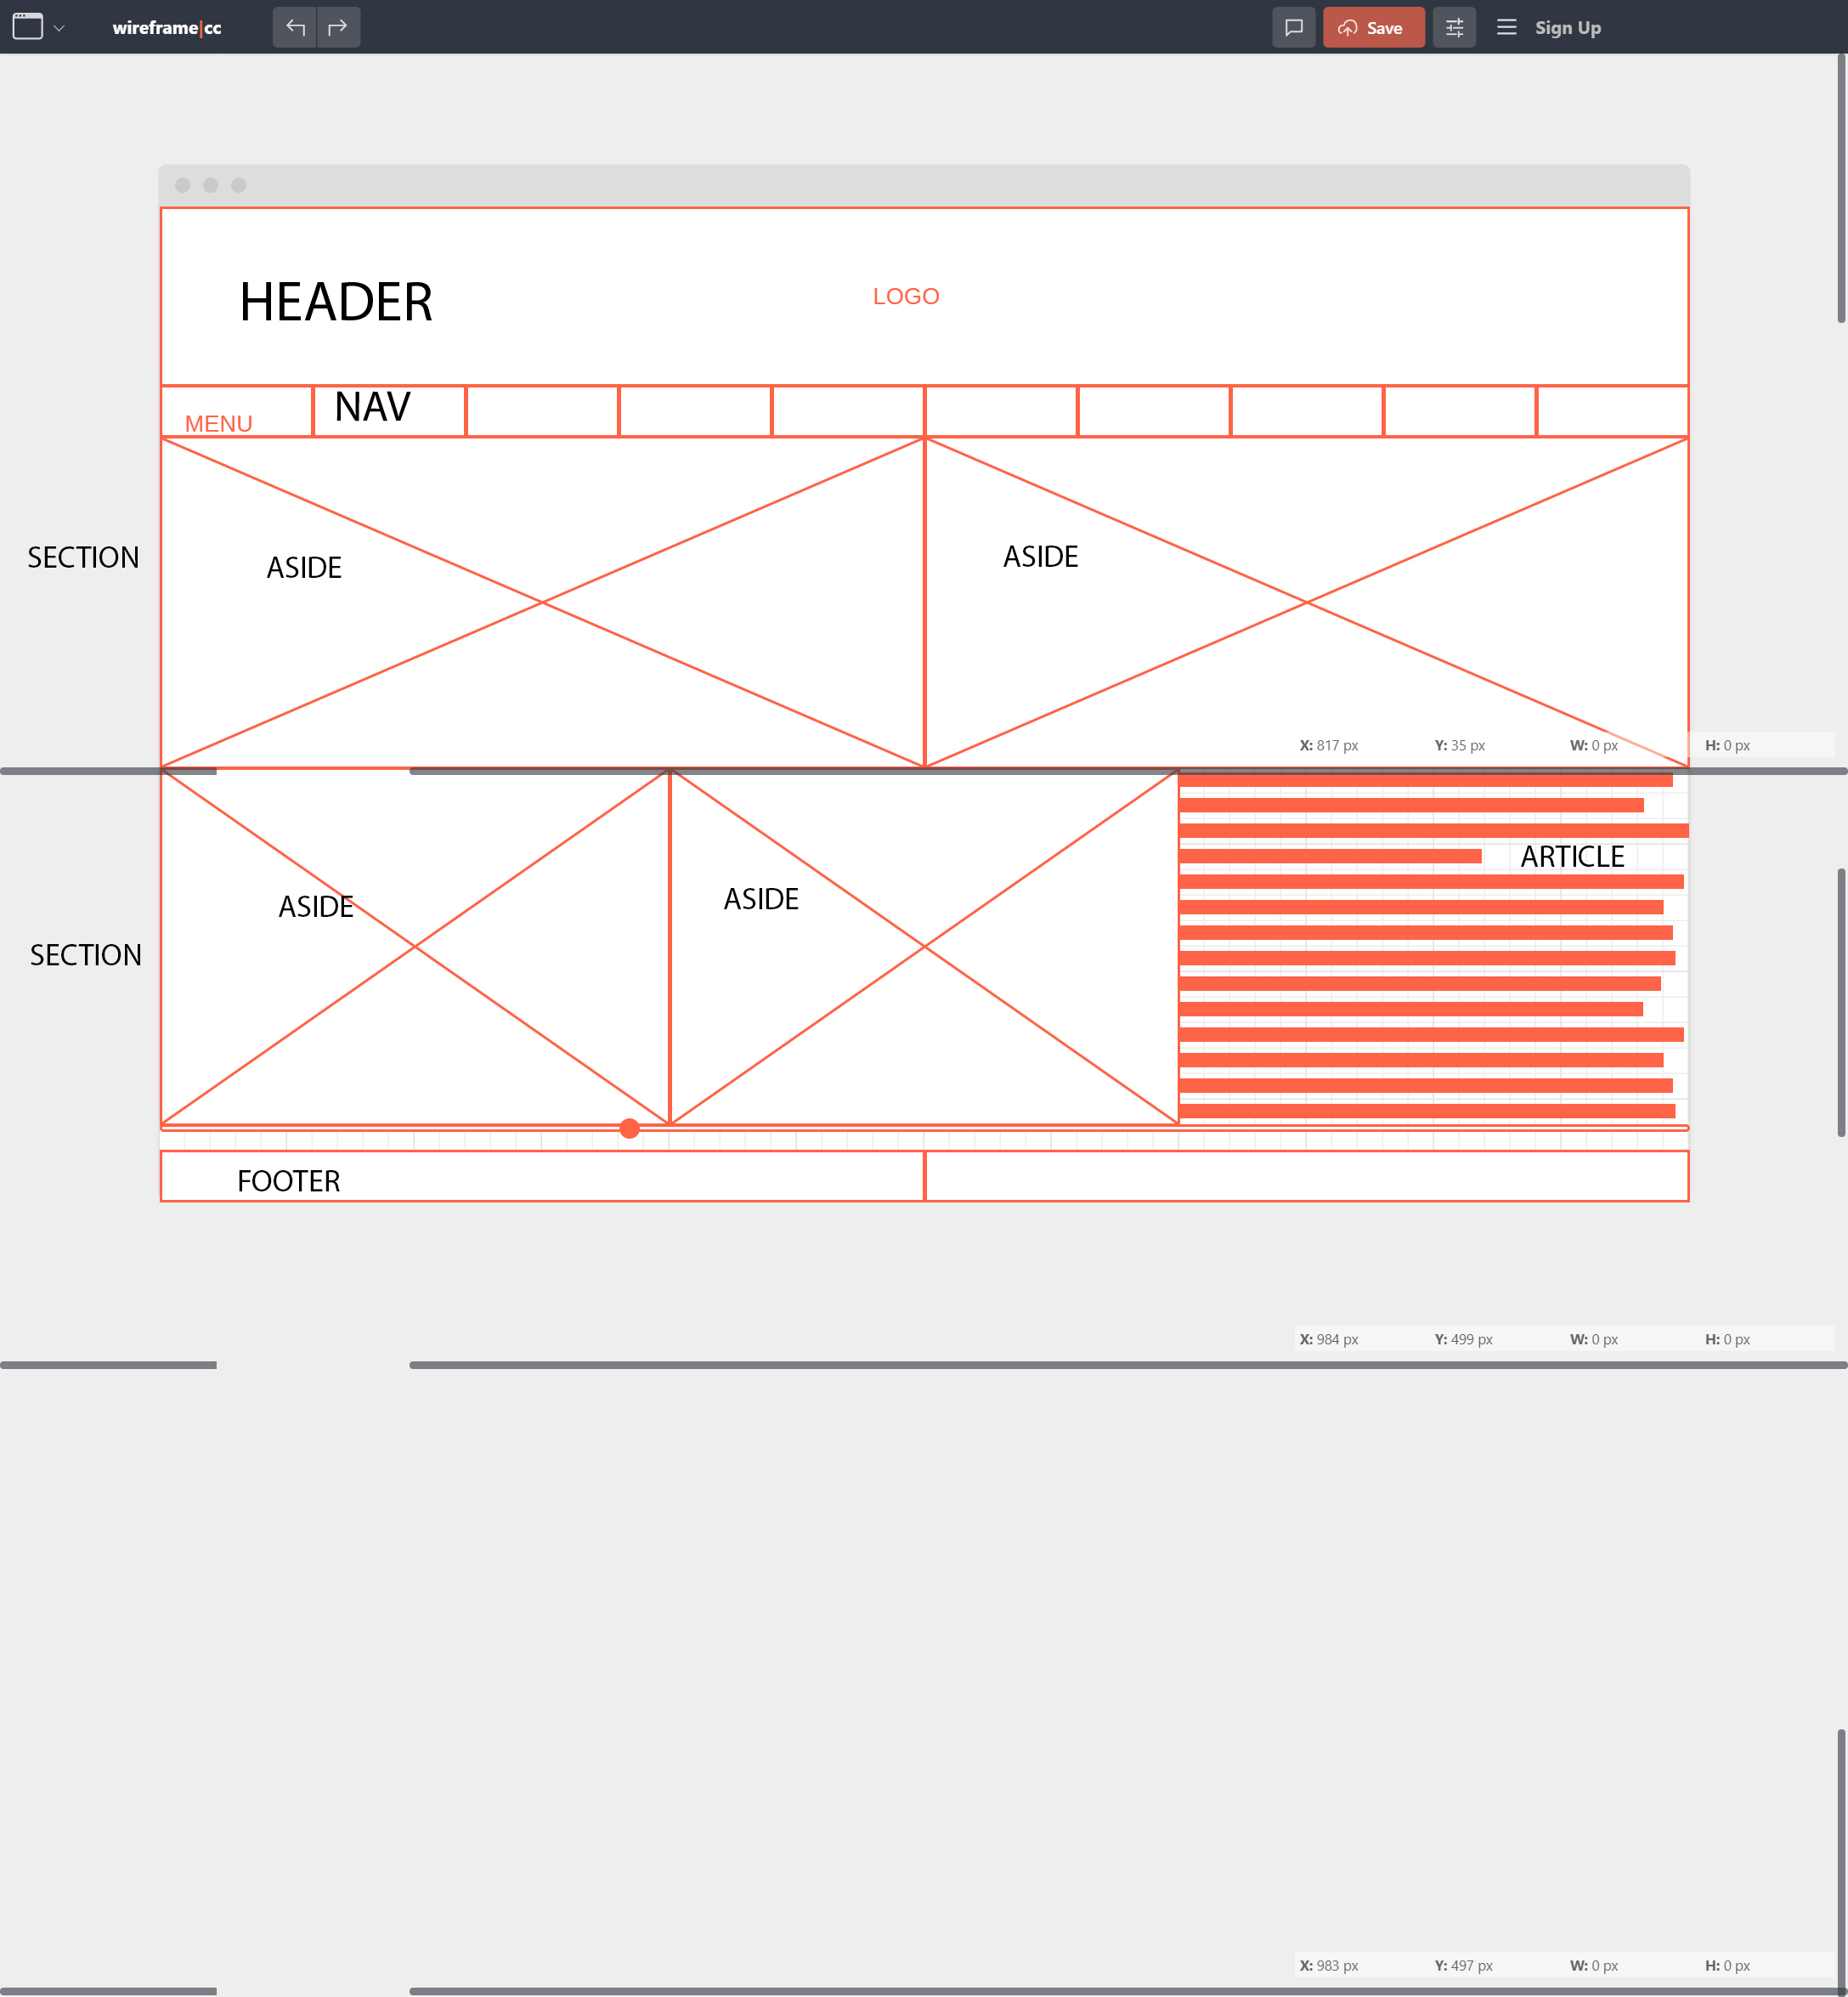 wireframe|cc
Save
Sign Up
HEADER
LOGO
MENU
NAV
SECTION
ASIDE
ASIDE
X: 817 px Y: 35 px W: 0 px H: 0 px
ARTICLE
ASIDE
ASIDE
SECTION
FOOTER
X: 984 px Y: 499 px W: 0 px H: 0 px
X: 983 px Y: 497 px W: 0 px H: 0 px